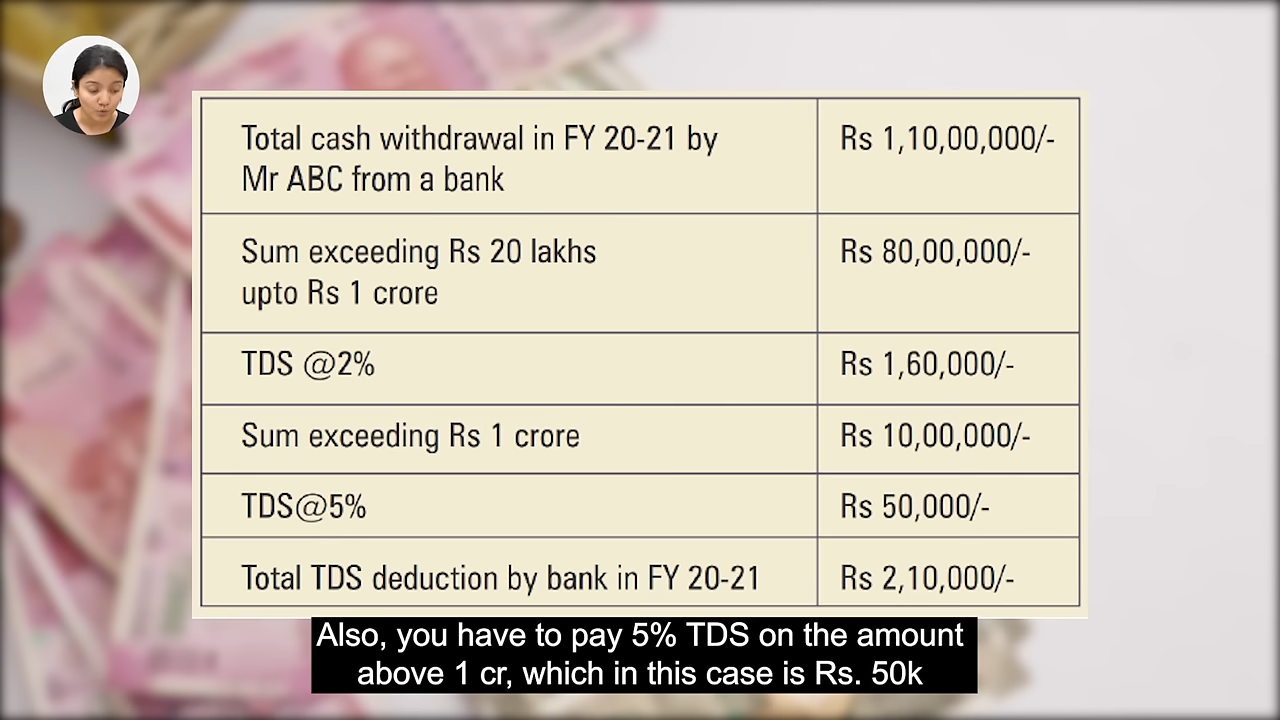 Total cash withdrawal in FY 20-21 by
Mr ABC from a bank
Rs 1,10,00,000/-
Sum exceeding Rs 20 lakhs
upto Rs 1 crore
Rs 80,00,000/-
TDS @2%
Rs 1,60,000/-
Sum exceeding Rs 1 crore
Rs 10,00,000/-
TDS@5%
Rs 50,000/-
Total TDS deduction by bank in FY 20-21
Rs 2,10,000/-
Also, you have to pay 5% TDS on the amount
above 1 cr, which in this case is Rs. 50k